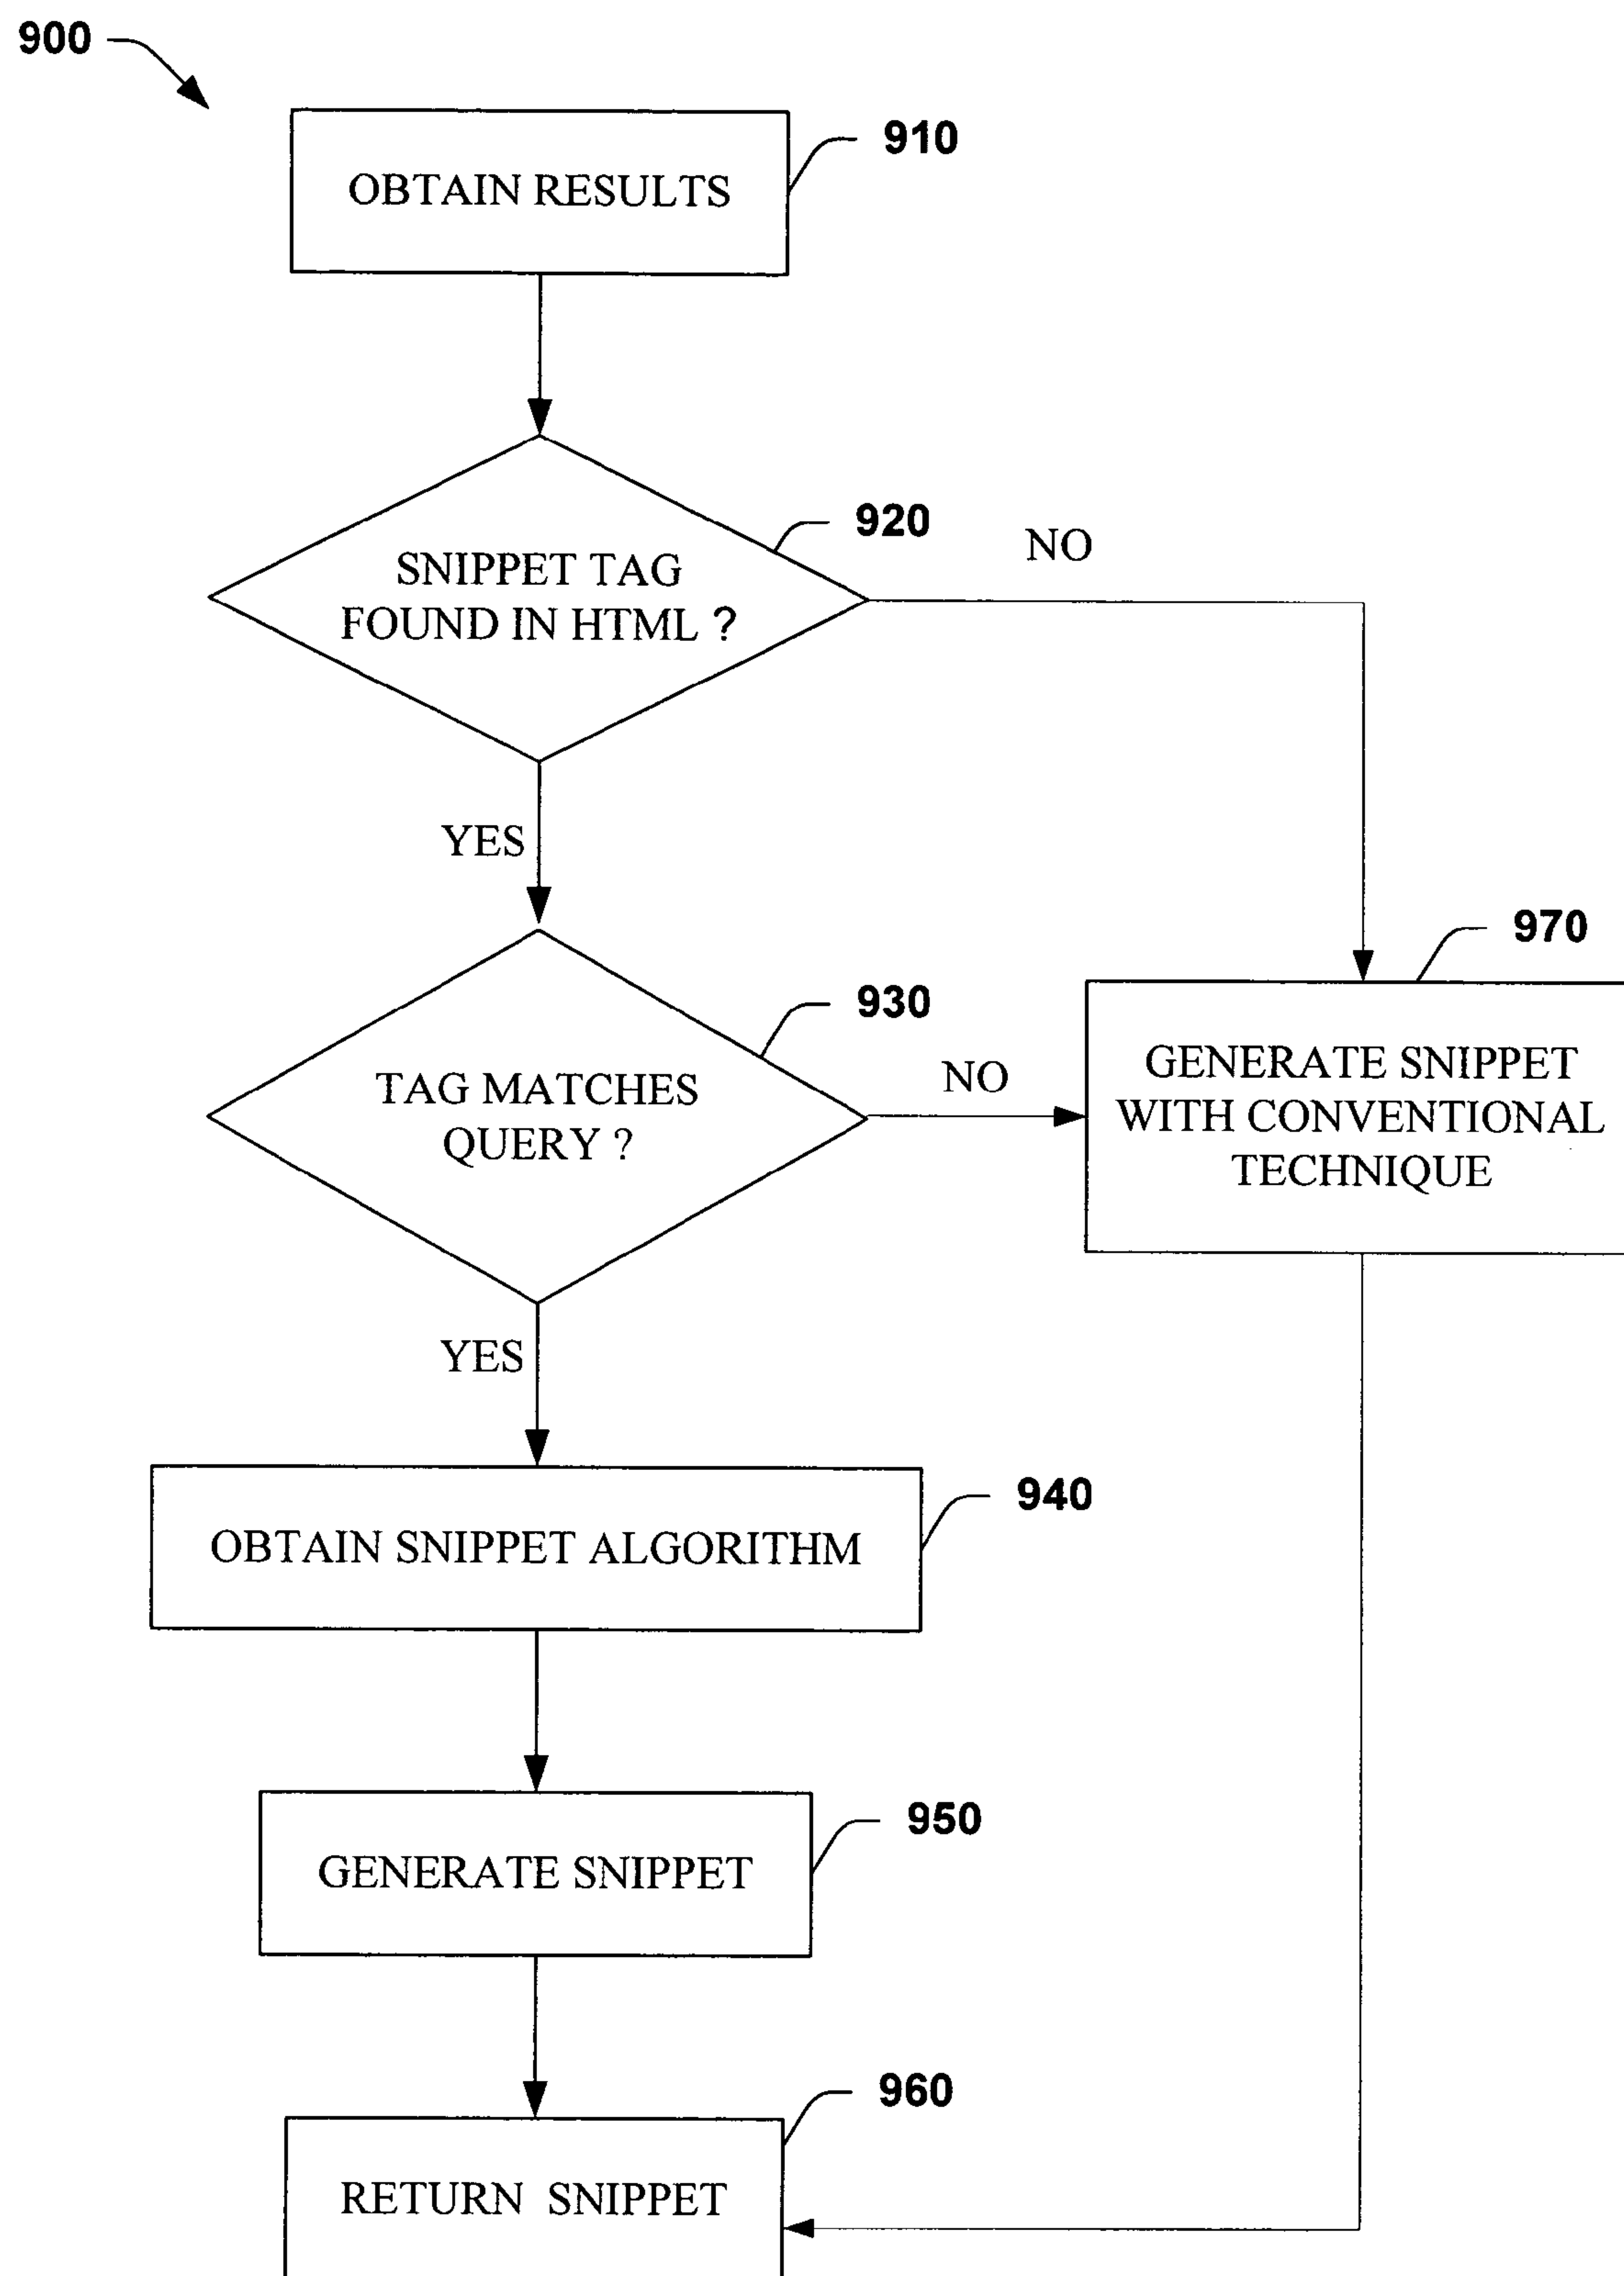 900
910
OBTAIN RESULTS
920
NO
SNIPPET TAG
FOUND IN HTML ?
YES
970
930
GENERATE SNIPPET
WITH CONVENTIONAL
TECHNIQUE
NO
TAG MATCHES
QUERY ?
YES
940
OBTAIN SNIPPET ALGORITHM
950
GENERATE SNIPPET
960
RETURN SNIPPET